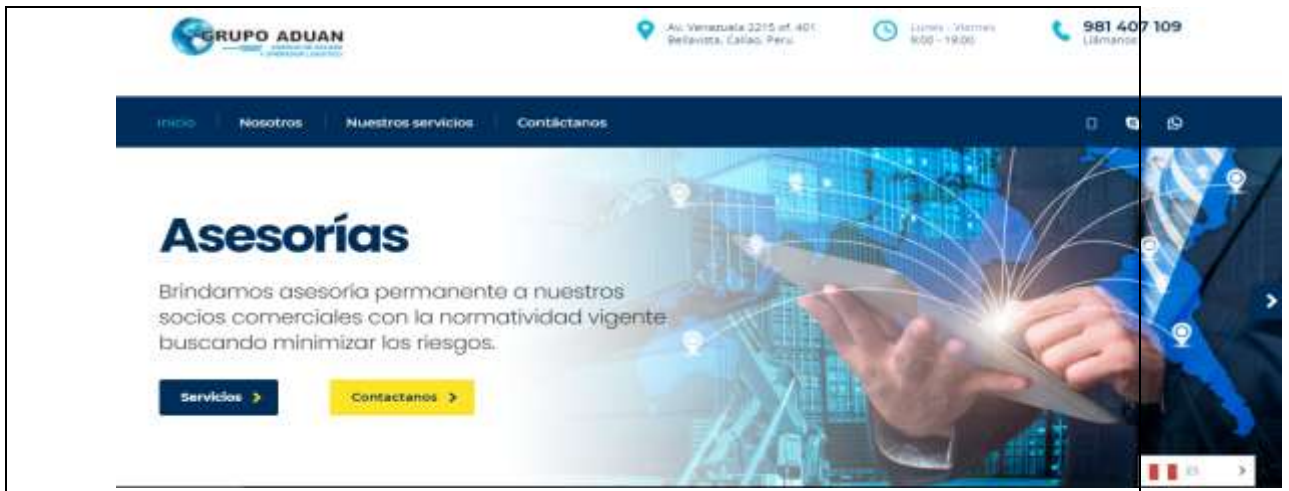 GRUPO ADUAN
Av. Venezuela 2215 of. 401
Bellavista, Callao, Peru.
Lunes - Viernes
9:00 - 19:00
981 407 109
Llámanos
Inicio
Nosotros
Nuestros servicios
Contáctanos
Asesorías
Brindamos asesoría permanente a nuestros
socios comerciales con la normatividad vigente
buscando minimizar los riesgos.
Servicios
Contactanos
ES